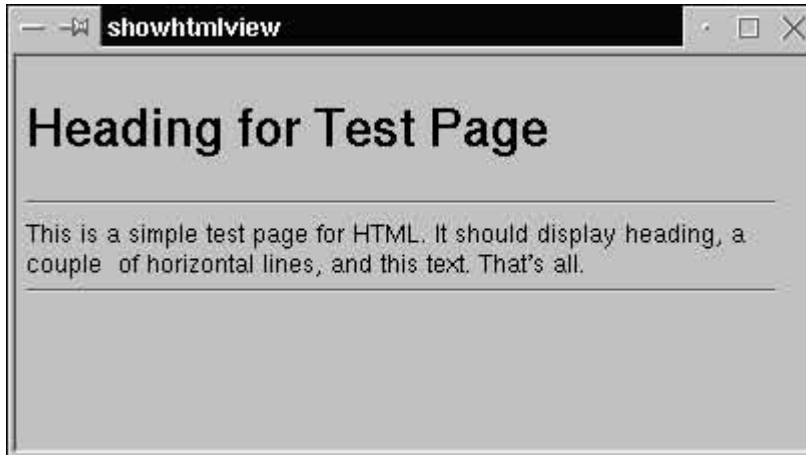 showhtmlview
Heading for Test Page
This is a simple test page for HTML. It should display heading, a
couple  of horizontal lines, and this text. That's all.